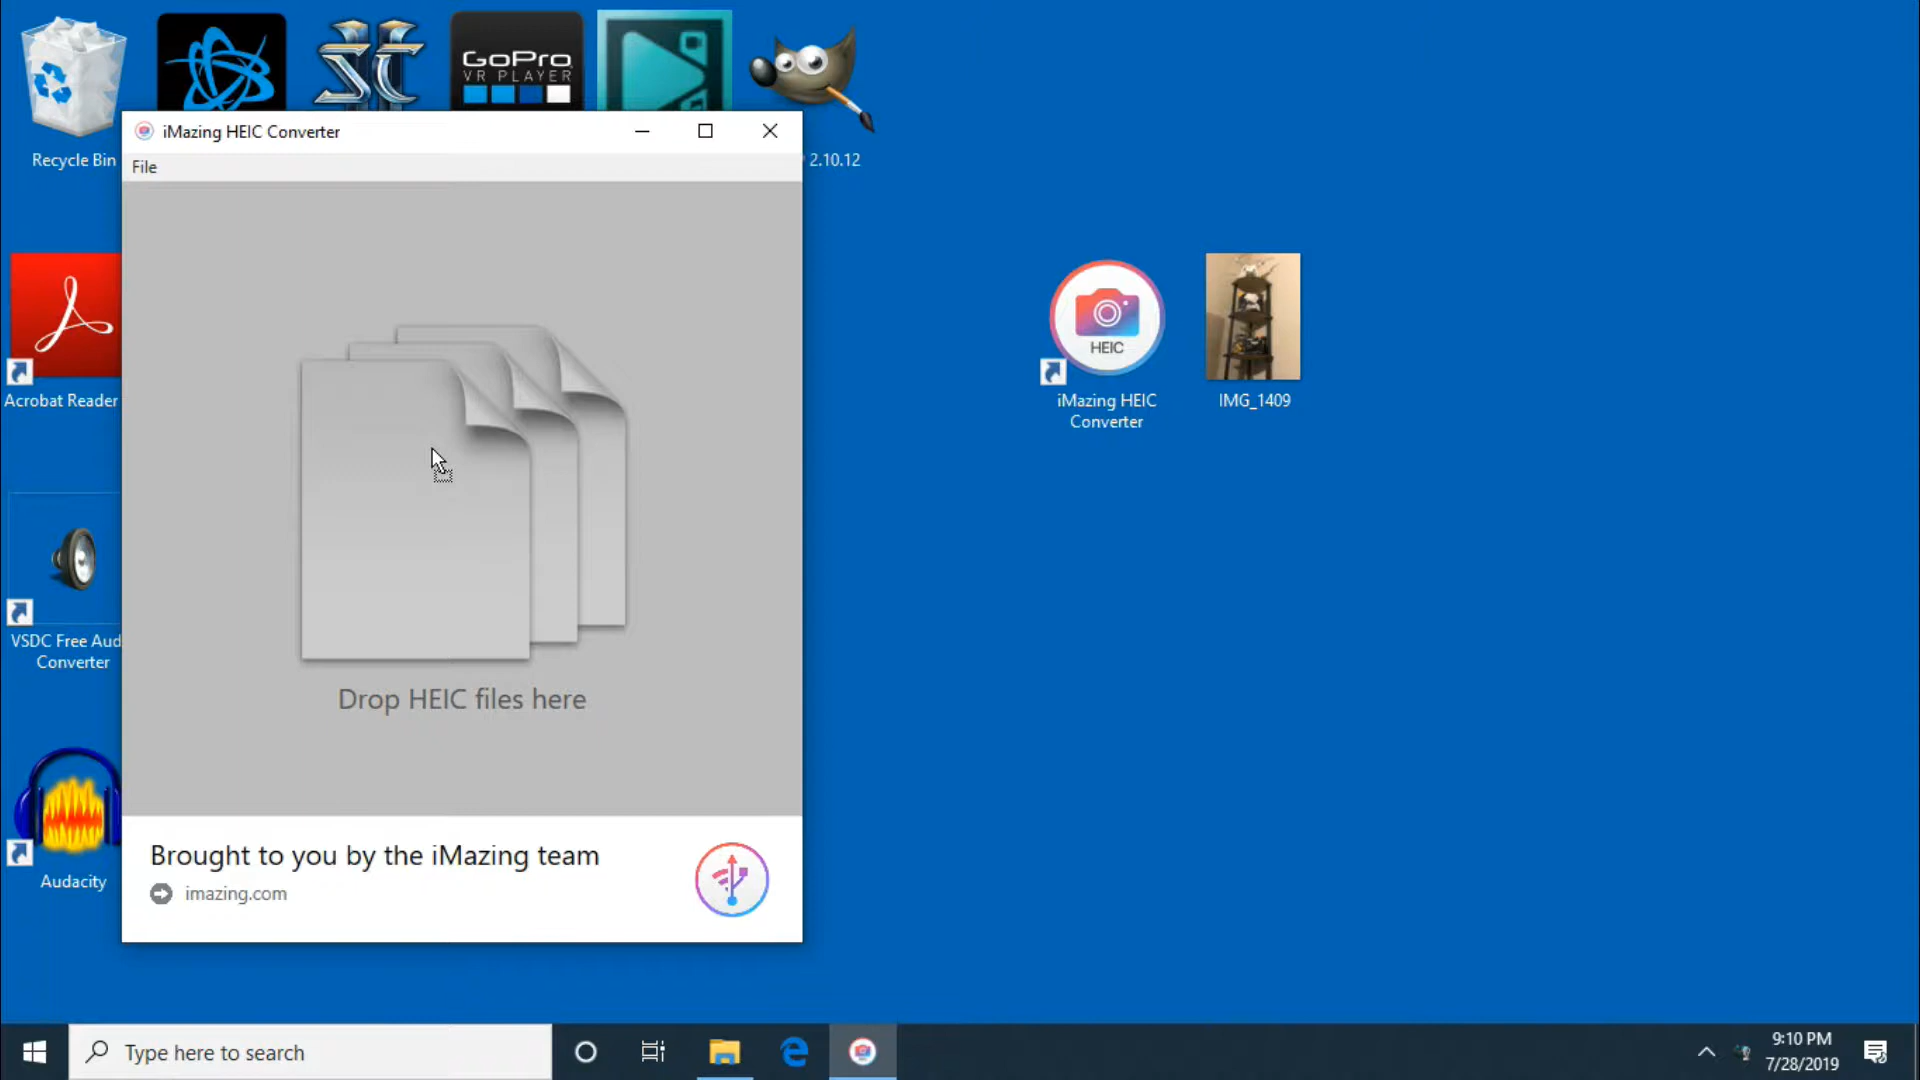 GoPro
VR PLAYER
Recycle Bin
2.10.12
iMazing HEIC Converter
File
Drop HEIC files here
Brought to you by the iMazing team
imazing.com
Acrobat Reader
VSDC Free Aud
Converter
Audacity
HEIC
iMazing HEIC
Converter
IMG_1409
Type here to search
9:10 PM
7/28/2019